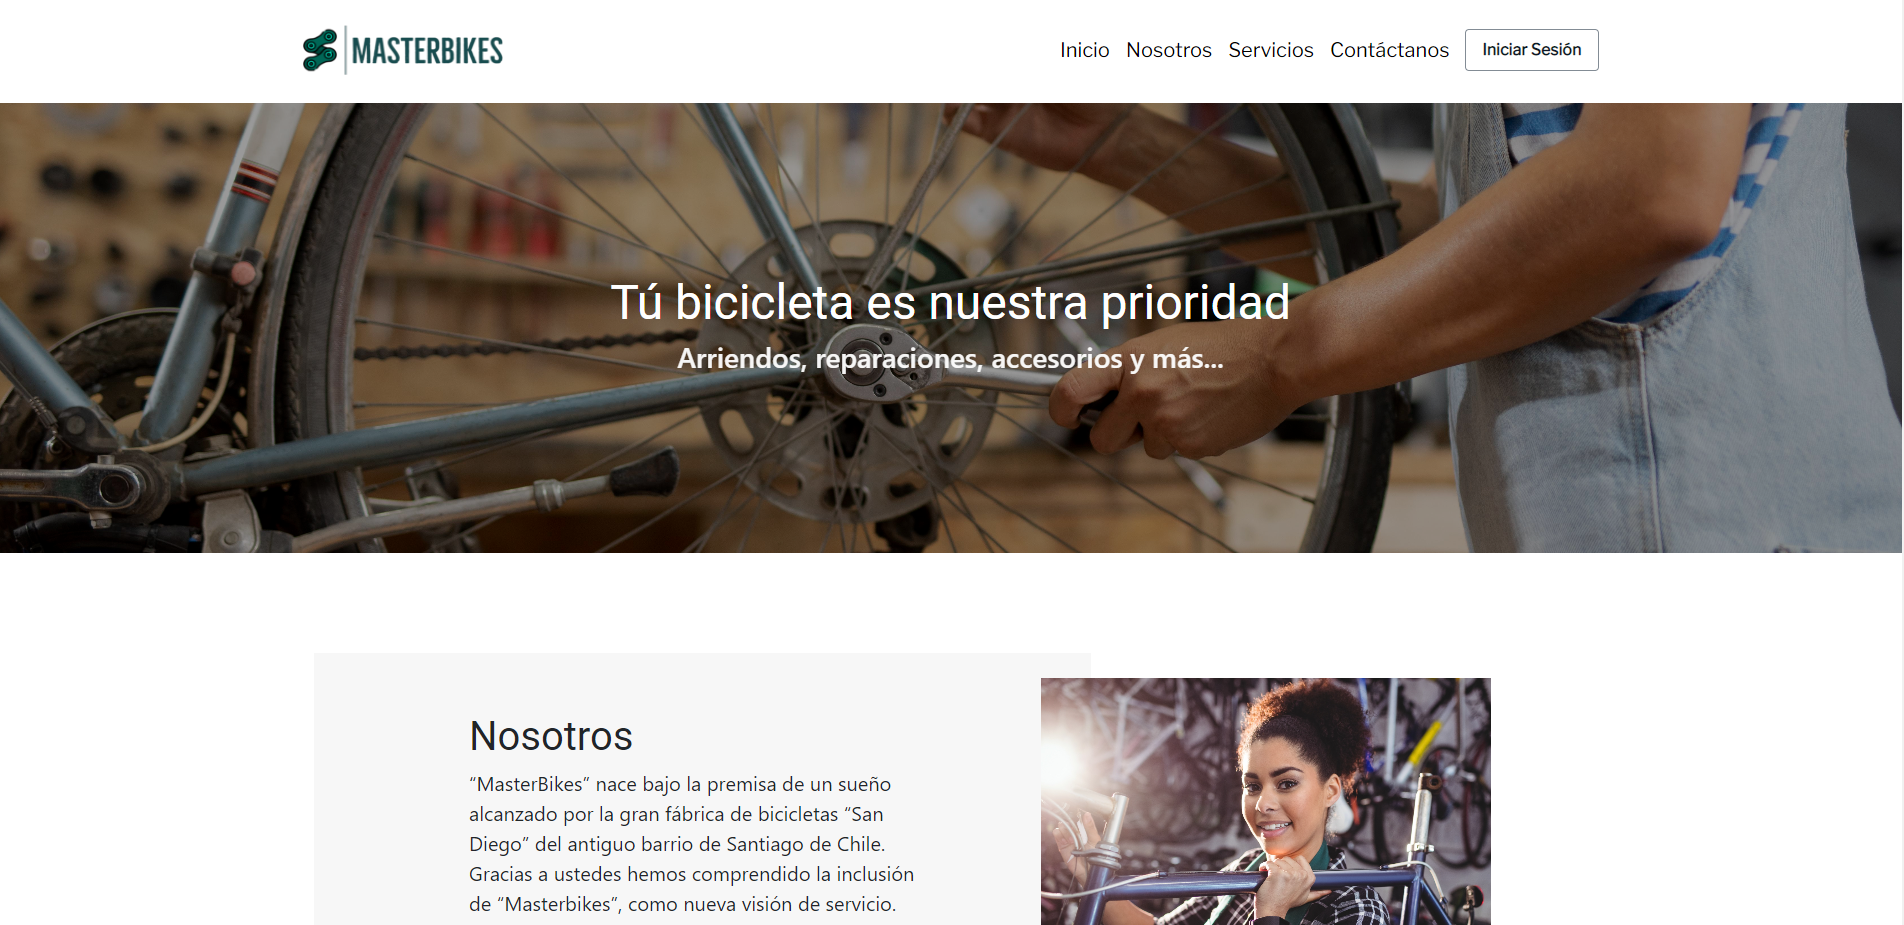 MASTERBIKES
Inicio Nosotros Servicios Contáctanos Iniciar Sesión
Tú bicicleta es nuestra prioridad
Arriendos, reparaciones, accesorios y más...
Nosotros
“MasterBikes” nace bajo la premisa de un sueño
alcanzado por la gran fábrica de bicicletas “San
Diego” del antiguo barrio de Santiago de Chile.
Gracias a ustedes hemos comprendido la inclusión
de “Masterbikes”, como nueva visión de servicio.